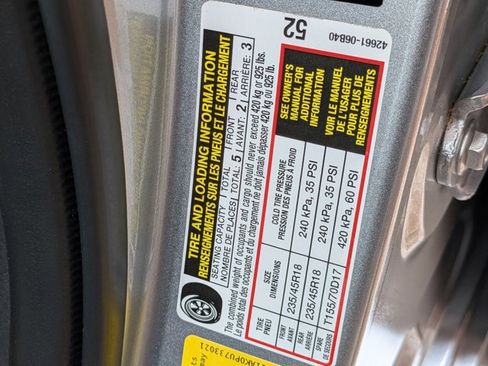 42661-06B40
52
TIRE AND LOADING INFORMATION
RENSEIGNEMENTS SUR LES PNEUS ET LE CHARGEMENT
SEATING CAPACITY TOTAL FRONT REAR
NOMBRE DE PLACES TOTAL: 5 AVANT: 2 ARRIÈRE: 3
The combined weight of occupants and cargo should never exceed 420 kg or 925 lbs.
Le poids total des occupants et du chargement ne doit jamais dépasser 420 kg ou 925 lb.
TIRE SIZE COLD TIRE PRESSURE
PNEU DIMENSIONS PRESSION DES PNEUS À FROID
FRONT
AVANT 235/45R18 240 kPa, 35 PSI
REAR
ARRIÈRE 235/45R18 240 kPa, 35 PSI
SPARE
DE SECOURS T155/70D17 420 kPa, 60 PSI
SEE OWNER'S
MANUAL FOR
ADDITIONAL
INFORMATION
VOIR LE MANUEL
DE L'USAGER
POUR PLUS DE
RENSEIGNEMENTS